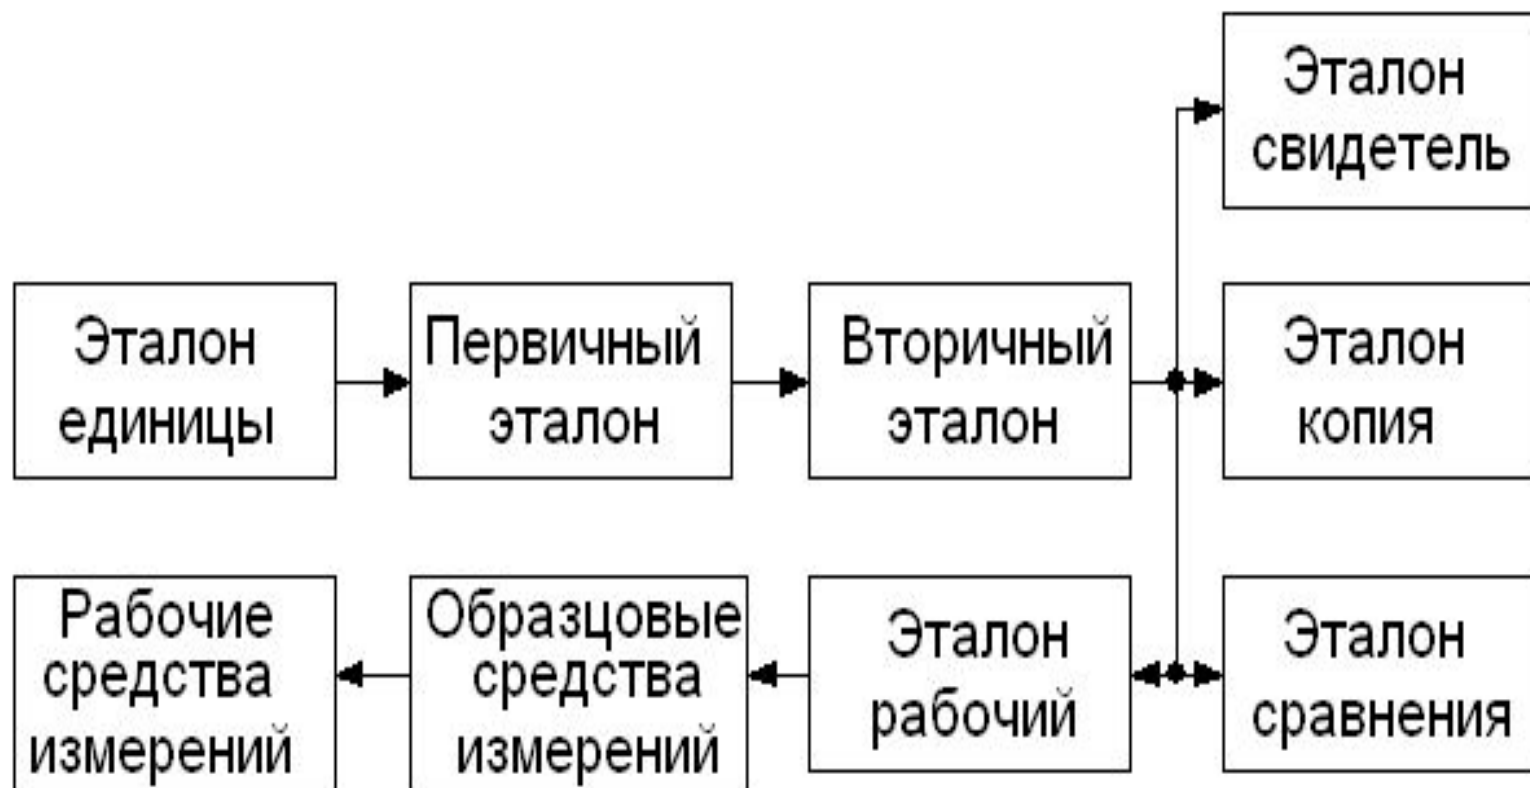 Эталон
свидетель
Эталон
единицы
Первичный
эталон
Вторичный
эталон
Эталон
копия
Рабочие
средства
измерений
Образцовые
средства
измерений
Эталон
рабочий
Эталон
сравнения